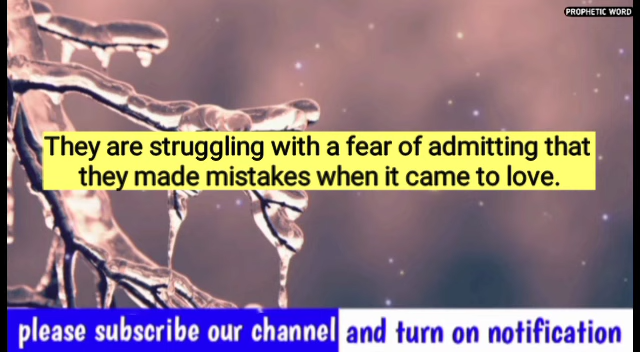 PROPHETIC WORD
They are struggling with a fear of admitting that
they made mistakes when it came to love.
please subscribe our channel and turn on notification